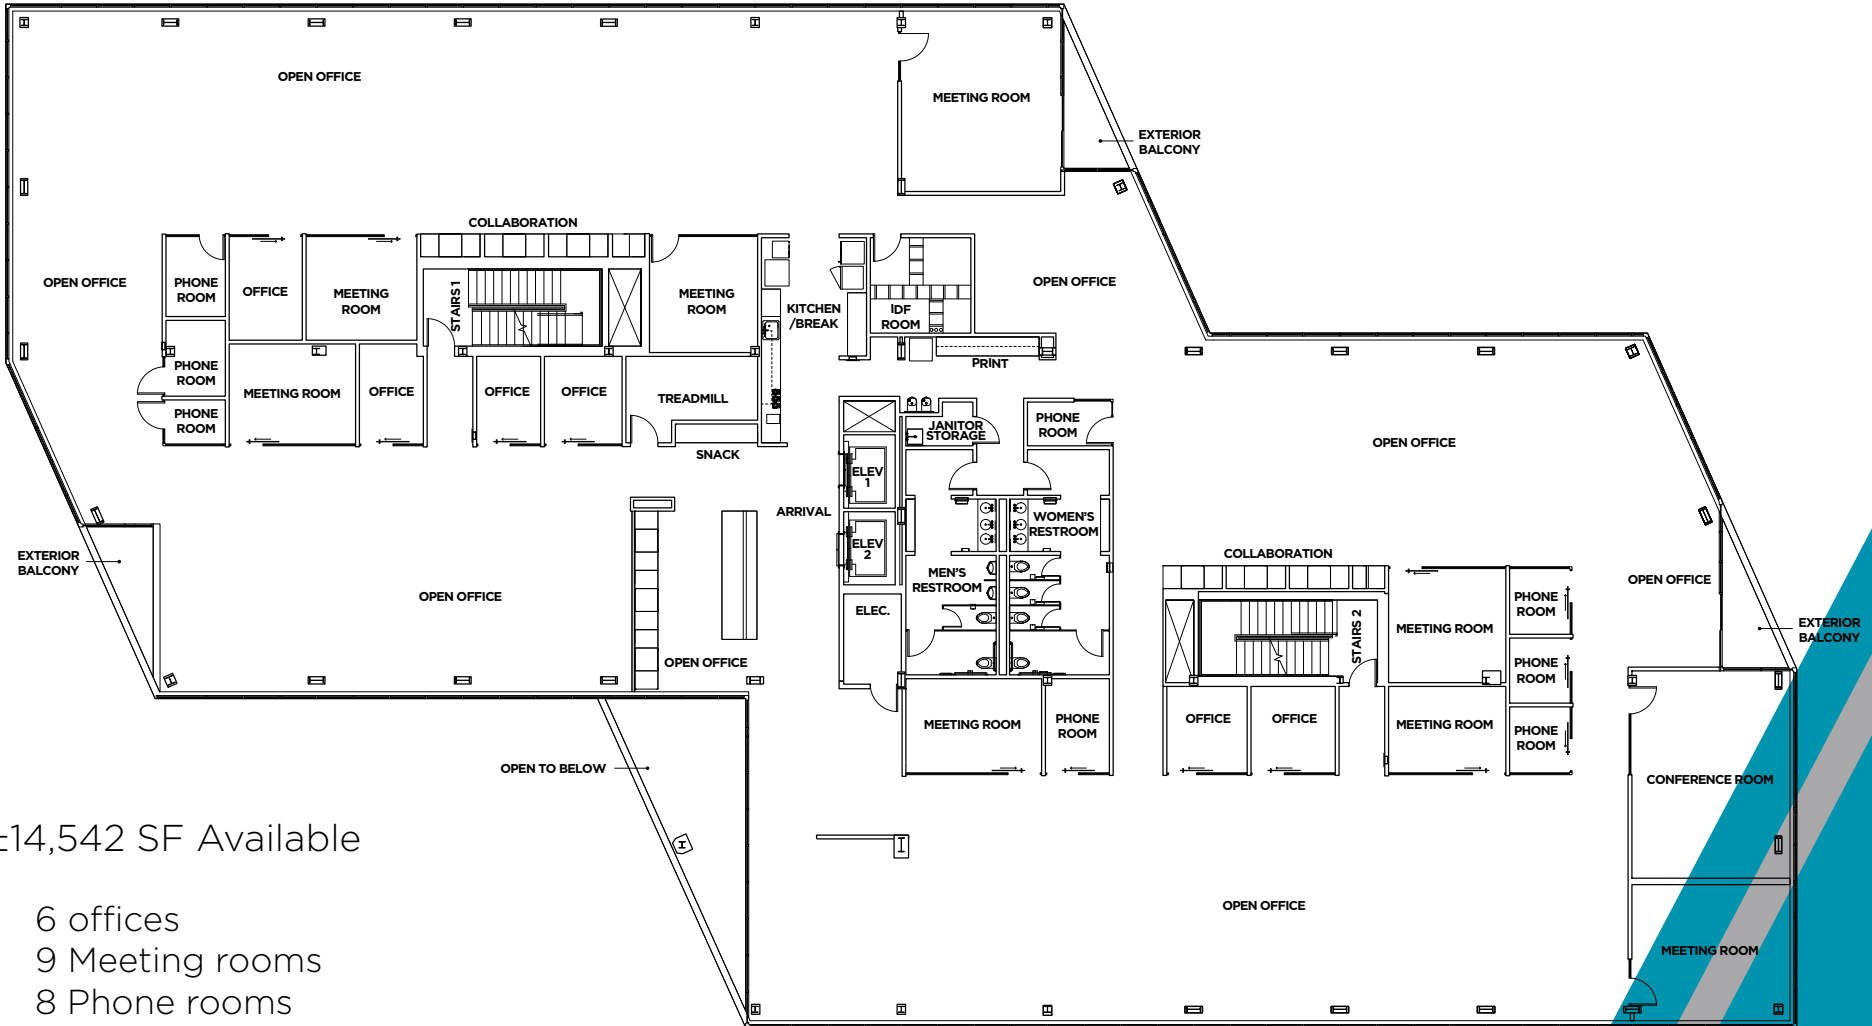 OPEN OFFICE
MEETING ROOM
EXTERIOR
BALCONY
COLLABORATION
OPEN OFFICE
PHONE
ROOM
OFFICE
MEETING
ROOM
STAIRS 1
MEETING
ROOM
KITCHEN
/BREAK
IDF
ROOM
OPEN OFFICE
PRINT
PHONE
ROOM
MEETING ROOM
OFFICE
OFFICE
OFFICE
TREADMILL
PHONE
ROOM
SNACK
JANITOR
STORAGE
PHONE
ROOM
OPEN OFFICE
ELEV
1
ARRIVAL
ELEV
2
WOMEN'S
RESTROOM
MEN'S
RESTROOM
ELEC.
EXTERIOR
BALCONY
OPEN OFFICE
OPEN OFFICE
COLLABORATION
STAIRS 2
MEETING ROOM
PHONE
ROOM
OPEN OFFICE
EXTERIOR
BALCONY
PHONE
ROOM
MEETING ROOM
PHONE
ROOM
OFFICE
OFFICE
MEETING ROOM
PHONE
ROOM
OPEN TO BELOW
CONFERENCE ROOM
OPEN OFFICE
MEETING ROOM
±14,542 SF Available
6 offices
9 Meeting rooms
8 Phone rooms